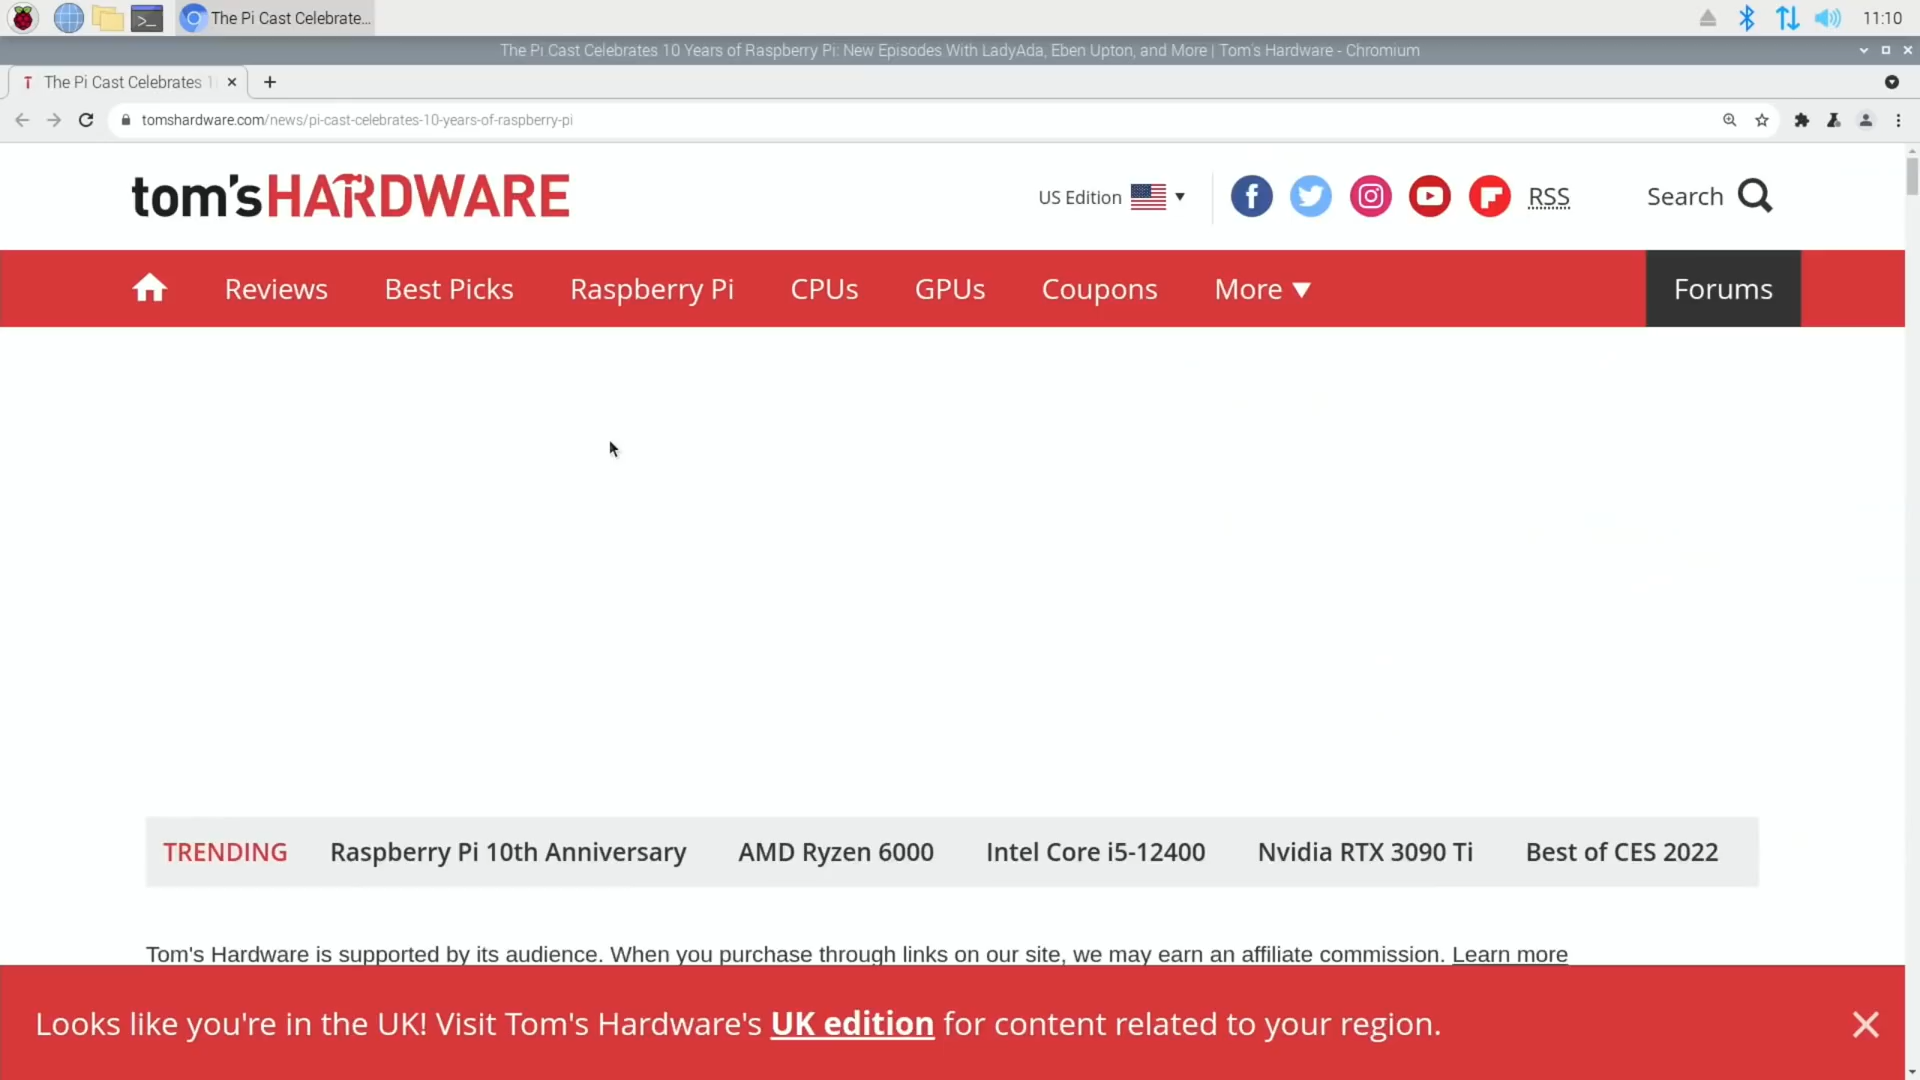 The Pi Cast Celebrate...
11:10
The Pi Cast Celebrates 10 Years of Raspberry Pi: New Episodes With LadyAda, Eben Upton, and More | Tom's Hardware - Chromium
The Pi Cast Celebrates 1
tomshardware.com/news/pi-cast-celebrates-10-years-of-raspberry-pi
tom's HARDWARE
US Edition
RSS
Search
Reviews
Best Picks
Raspberry Pi
CPUs
GPUs
Coupons
More
Forums
TRENDING
Raspberry Pi 10th Anniversary
AMD Ryzen 6000
Intel Core i5-12400
Nvidia RTX 3090 Ti
Best of CES 2022
Tom's Hardware is supported by its audience. When you purchase through links on our site, we may earn an affiliate commission. Learn more
Looks like you're in the UK! Visit Tom's Hardware's UK edition for content related to your region.